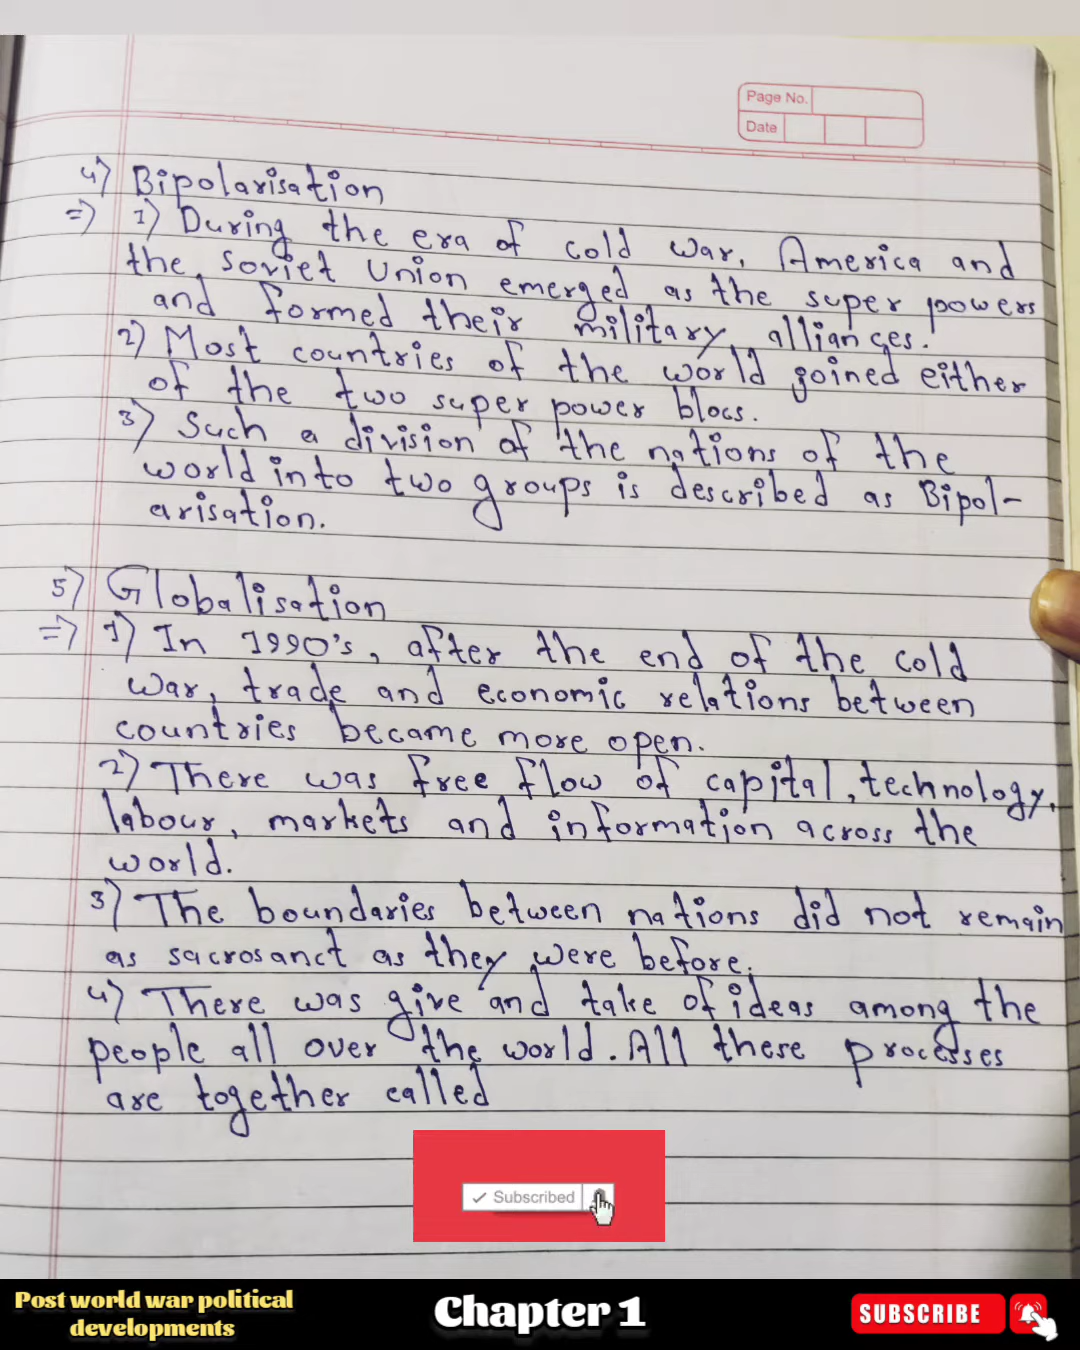 Page No.
Date
4) Bipolarisation
=> 1) During the era of cold war, America and
the Soviet Union emerged as the super powers
and formed their military alliances.
2) Most countries of the world joined either
of the two super power blocs.
3) Such a division of the nations of the
world into two groups is described as Bipol-
arisation.
5) Globalisation
=> 1) In 1990's, after the end of the cold
war, trade and economic relations between
countries became more open.
2) There was free flow of capital, technology,
labour, markets and information across the
world.
3) The boundaries between nations did not remain
as sacrosanct as they were before.
4) There was give and take of ideas among the
people all over the world. All these processes
are together called
✓ Subscribed
Post world war political
developments
Chapter 1
SUBSCRIBE